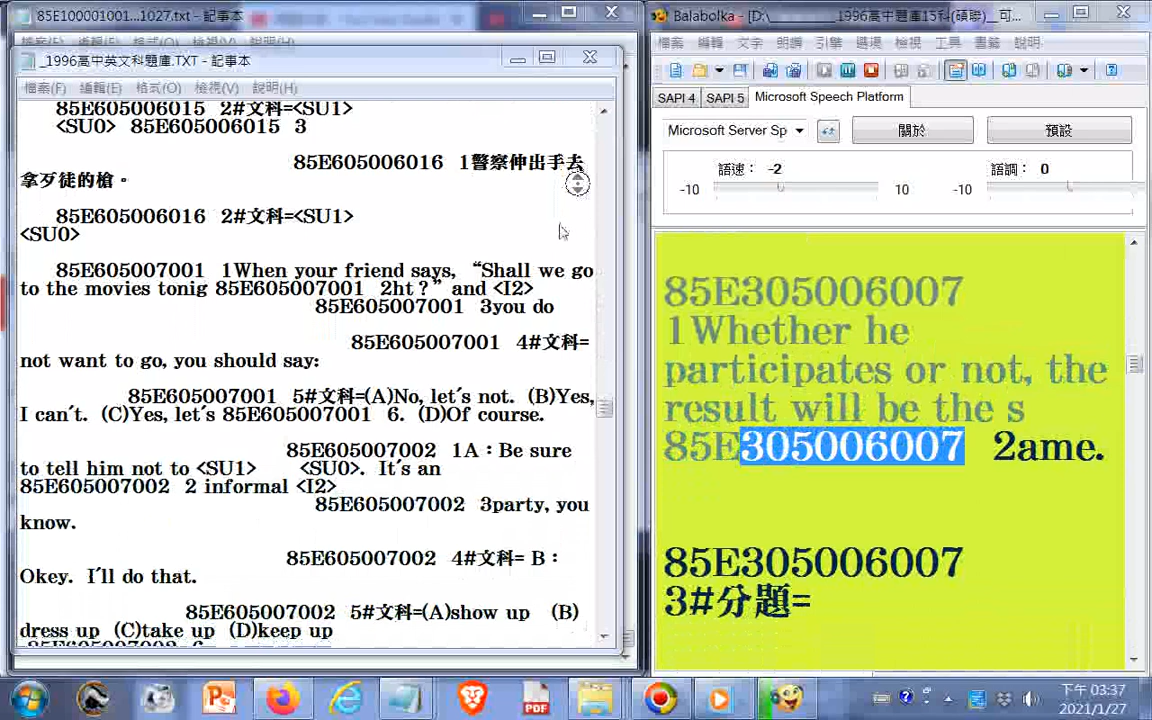 85E100001001...1027.txt - 記事本
_1996高中英文科題庫.TXT - 記事本
檔案(F) 編輯(E) 格式(O) 檢視(V) 說明(H)
85E605006015 2#文科=<SU1>
<SU0> 85E605006015 3
85E605006016 1警察伸出手去
拿歹徒的槍。
85E605006016 2#文科=<SU1>
<SU0>
85E605007001 1When your friend says, “Shall we go
to the movies tonig 85E605007001 2ht？” and <I2>
85E605007001 3you do
85E605007001 4#文科=
not want to go, you should say:
85E605007001 5#文科=(A)No, let's not. (B)Yes,
I can't. (C)Yes, let's 85E605007001 6. (D)Of course.
85E605007002 1A：Be sure
to tell him not to <SU1> <SU0>. It's an
85E605007002 2 informal <I2>
85E605007002 3party, you
know.
85E605007002 4#文科= B：
Okey. I'll do that.
85E605007002 5#文科=(A)show up (B)
dress up (C)take up (D)keep up
Balabolka - [D:\________1996高中題庫15科(碩聯)__可...
檔案 編輯 文字 朗讀 引擎 選項 檢視 工具 書籤 說明
SAPI 4 SAPI 5 Microsoft Speech Platform
Microsoft Server Sp 關於 預設
語速： -2 語調： 0
-10 10 -10
85E305006007
1Whether he
participates or not, the
result will be the s
85E305006007 2ame.
85E305006007
3#分題=
PDF
下午 03:37
2021/1/27